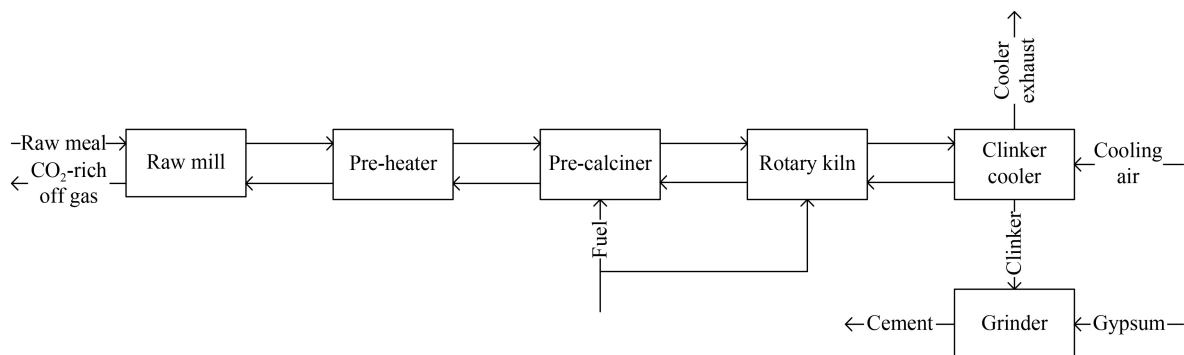 Cooler
exhaust
Raw meal
CO₂-rich
off gas
Raw mill
Pre-heater
Pre-calciner
Rotary kiln
Clinker
cooler
Cooling
air
Fuel
Clinker
Cement
Grinder
Gypsum